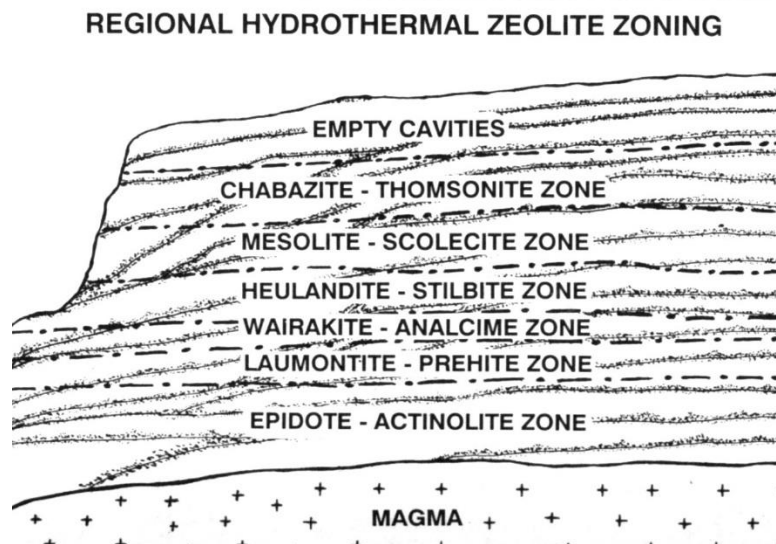 REGIONAL HYDROTHERMAL ZEOLITE ZONING
EMPTY CAVITIES
CHABAZITE - THOMSONITE ZONE
MESOLITE - SCOLECITE ZONE
HEULANDITE - STILBITE ZONE
WAIRAKITE - ANALCIME ZONE
LAUMONTITE - PREHITE ZONE
EPIDOTE - ACTINOLITE ZONE
MAGMA